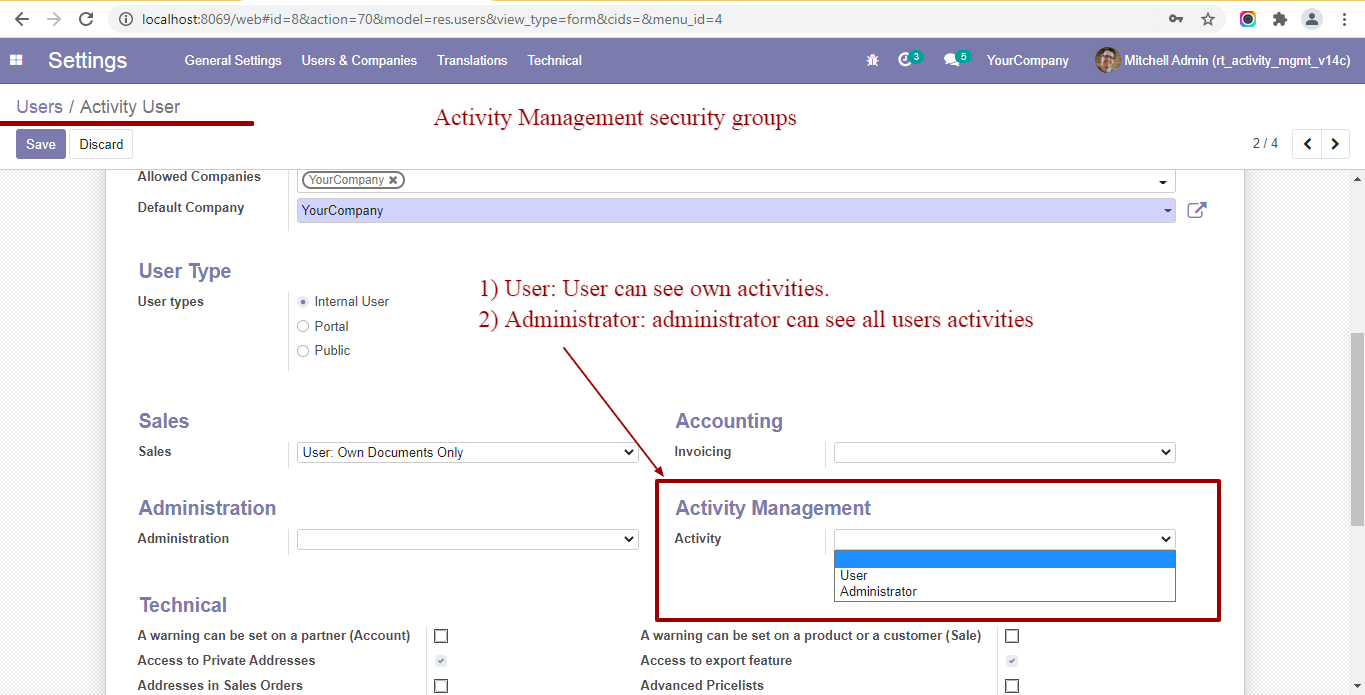 localhost:8069/web#id=8&action=70&model=res.users&view_type=form&cids=&menu_id=4
Settings General Settings Users & Companies Translations Technical 3 5 YourCompany Mitchell Admin (rt_activity_mgmt_v14c)
Users / Activity User
Activity Management security groups
Save Discard 2 / 4
Allowed Companies YourCompany
Default Company YourCompany
User Type
User types Internal User
Portal
Public
1) User: User can see own activities.
2) Administrator: administrator can see all users activities
Sales Accounting
Sales User: Own Documents Only Invoicing
Administration Activity Management
Administration Activity
User
Administrator
Technical
A warning can be set on a partner (Account) A warning can be set on a product or a customer (Sale)
Access to Private Addresses Access to export feature
Addresses in Sales Orders Advanced Pricelists